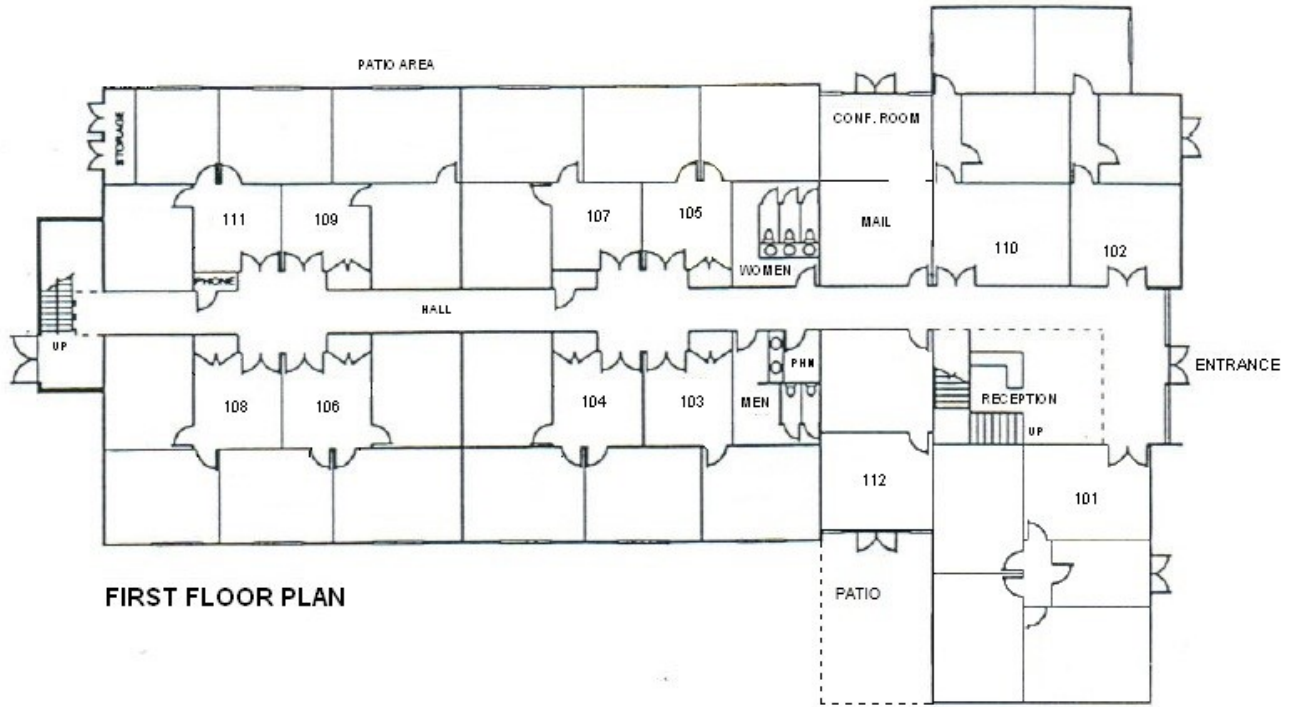 PATIO AREA
STORAGE
CONF. ROOM
111
109
107
105
MAIL
110
102
PHONE
WOMEN
HALL
UP
ENTRANCE
PHN
108
106
104
103
MEN
RECEPTION
UP
112
101
FIRST FLOOR PLAN
PATIO